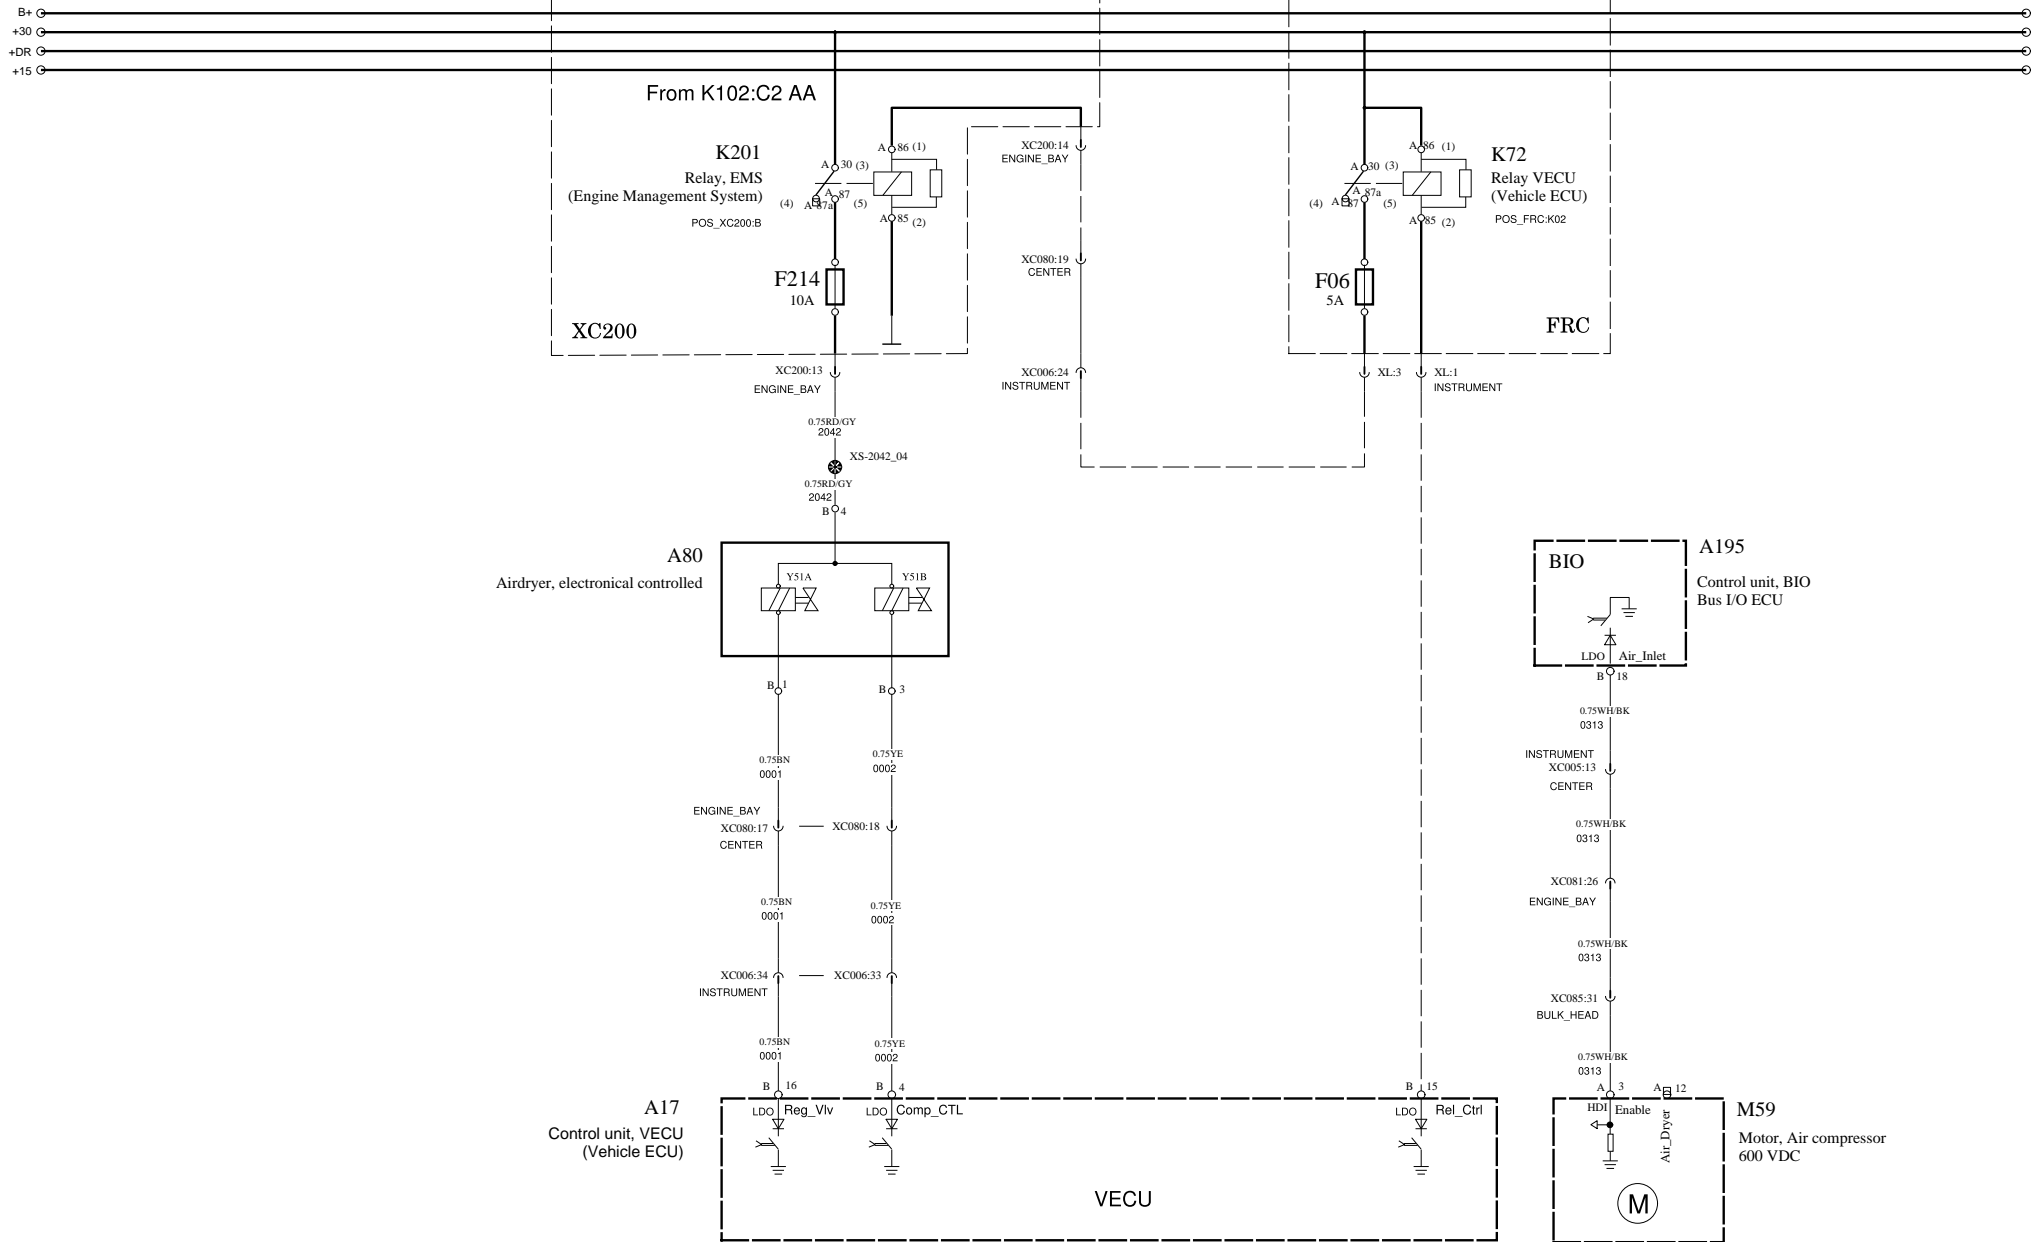 B+
+30
+DR
+15
From K102:C2 AA
K201
Relay, EMS
(Engine Management System)
POS_XC200:B
A 30 (3)
A 86 (1)
(4) A 87a
A 87 (5)
A 85 (2)
F214
10A
XC200
XC200:14
ENGINE_BAY
XC080:19
CENTER
XC006:24
INSTRUMENT
K72
Relay VECU
(Vehicle ECU)
POS_FRC:K02
A 30 (3)
A 86 (1)
A 87a
(4) A 87 (5)
A 85 (2)
F06
5A
FRC
XC200:13
ENGINE_BAY
XL:3
XL:1
INSTRUMENT
0.75RD/GY
2042
XS-2042_04
0.75RD/GY
2042
B 4
A80
Airdryer, electronical controlled
Y51A
Y51B
B 1
B 3
0.75BN
0001
0.75YE
0002
ENGINE_BAY
XC080:17
XC080:18
CENTER
0.75BN
0001
0.75YE
0002
XC006:34
XC006:33
INSTRUMENT
0.75BN
0001
0.75YE
0002
B 16
B 4
B 15
A17
Control unit, VECU
(Vehicle ECU)
LDO Reg_Vlv
LDO Comp_CTL
LDO Rel_Ctrl
VECU
BIO
A195
Control unit, BIO
Bus I/O ECU
LDO Air_Inlet
B 18
0.75WH/BK
0313
INSTRUMENT
XC005:13
CENTER
0.75WH/BK
0313
XC081:26
ENGINE_BAY
0.75WH/BK
0313
XC085:31
BULK_HEAD
0.75WH/BK
0313
A 3
A 12
HDI Enable
Air_Dryer
M59
Motor, Air compressor
600 VDC
M